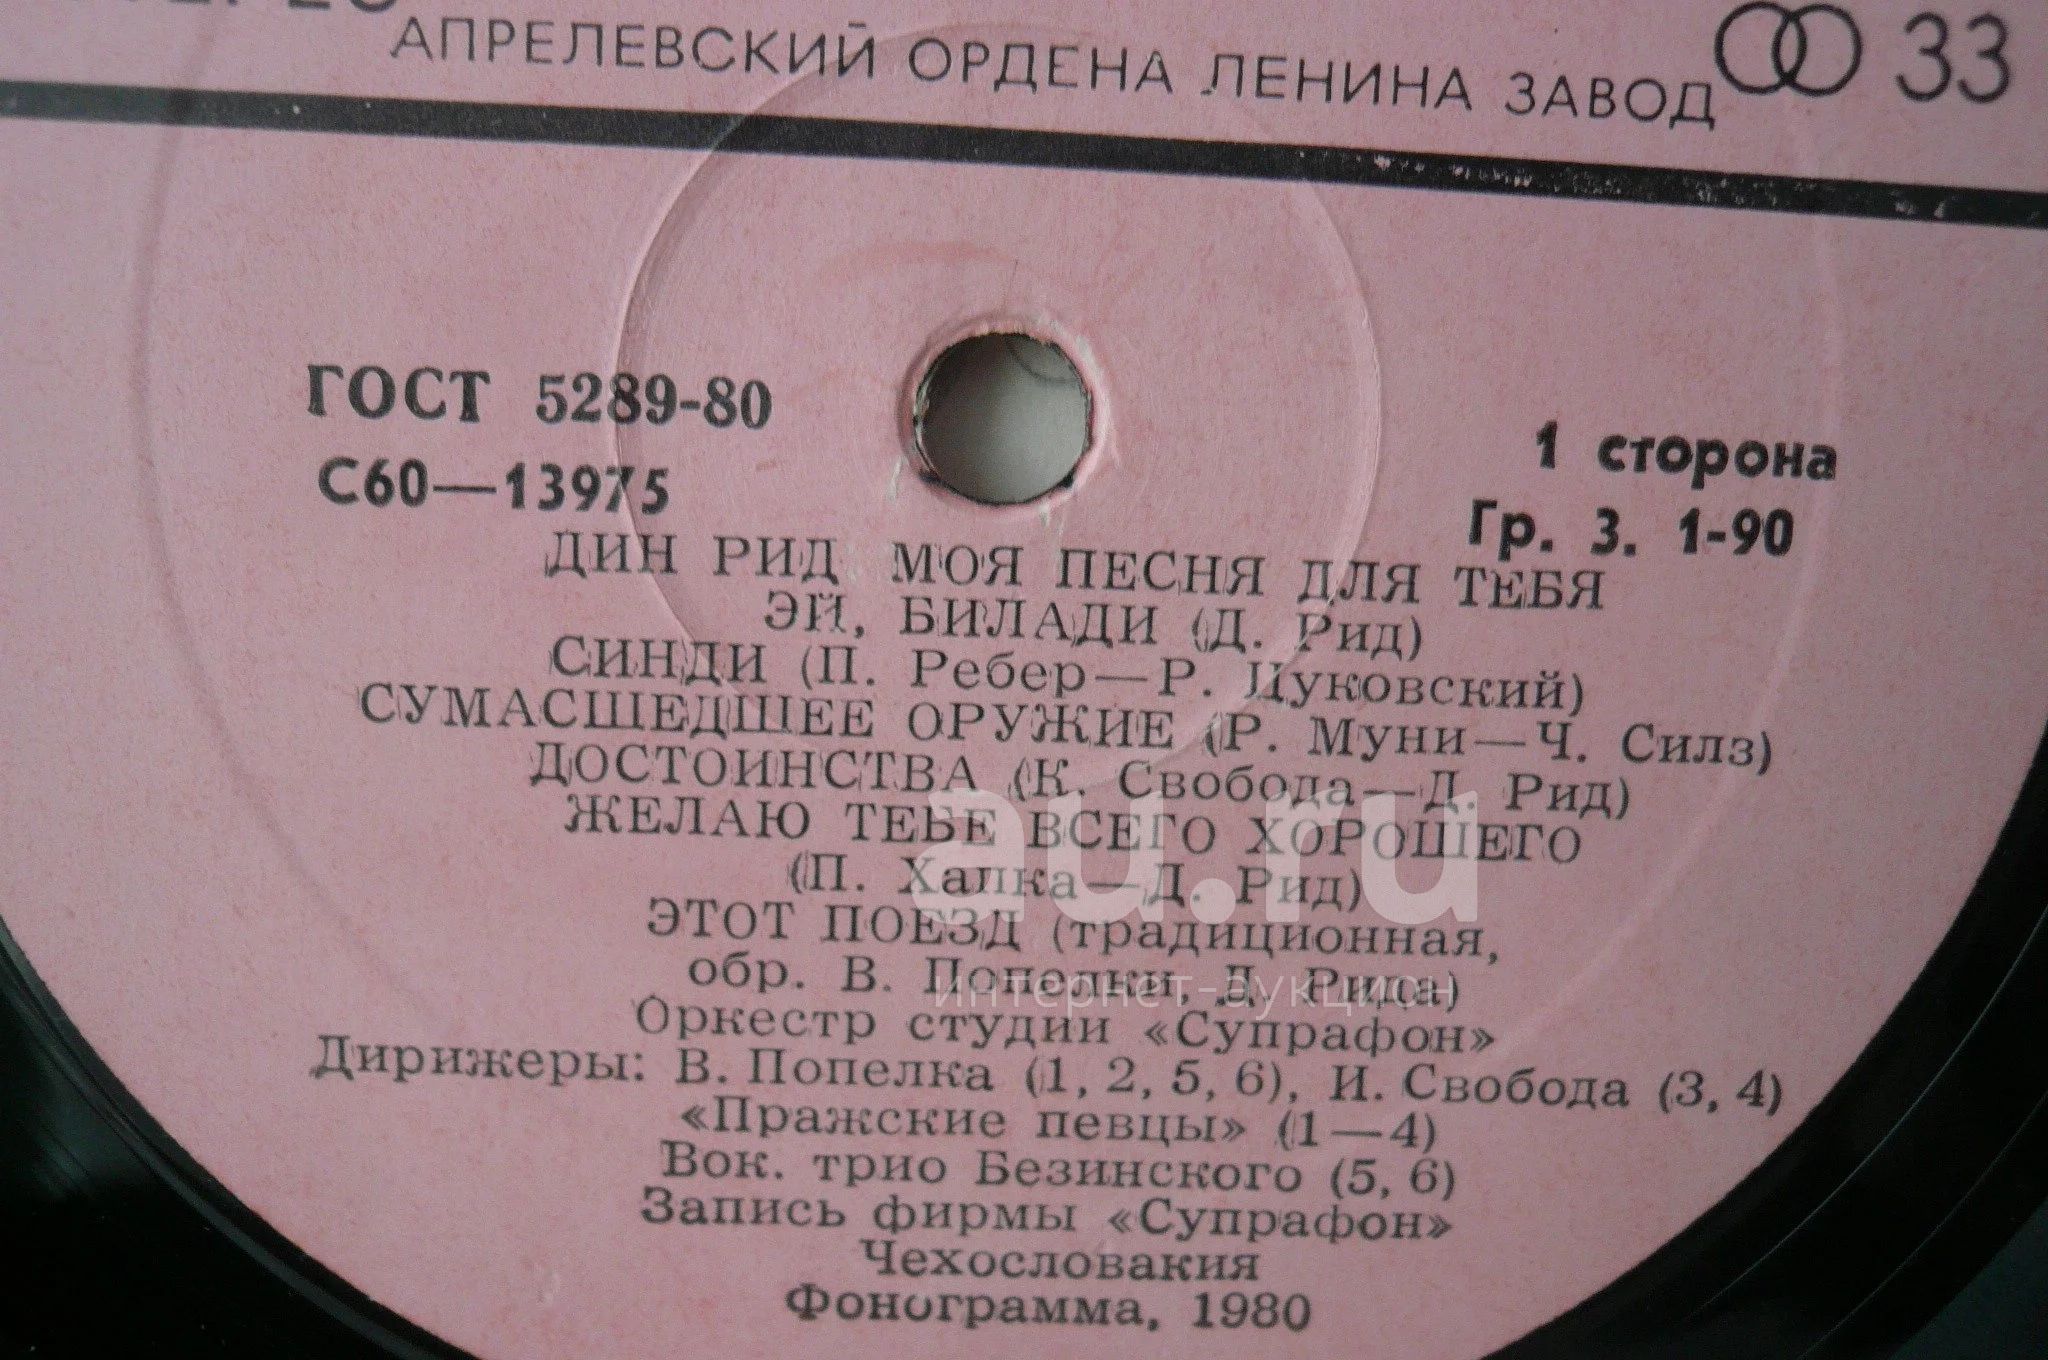 АПРЕЛЕВСКИЙ ОРДЕНА ЛЕНИНА ЗАВОД
33
ГОСТ 5289-80
С60—13975
1 сторона
Гр. 3. 1-90
ДИН РИД. МОЯ ПЕСНЯ ДЛЯ ТЕБЯ
ЭЙ, БИЛАДИ (Д. Рид)
СИНДИ (П. Ребер—Р. Цуковский)
СУМАСШЕДШЕЕ ОРУЖИЕ (Р. Муни—Ч. Силз)
ДОСТОИНСТВА (К. Свобода—Д. Рид)
ЖЕЛАЮ ТЕБЕ ВСЕГО ХОРОШЕГО
(П. Халка—Д. Рид)
ЭТОТ ПОЕЗД (традиционная,
обр. В. Попелки, Д. Рида)
Оркестр студии «Супрафон»
Дирижеры: В. Попелка (1, 2, 5, 6), И. Свобода (3, 4)
«Пражские певцы» (1—4)
Вок. трио Безинского (5, 6)
Запись фирмы «Супрафон»
Чехословакия
Фонограмма, 1980
au.ru
интернет-аукцион